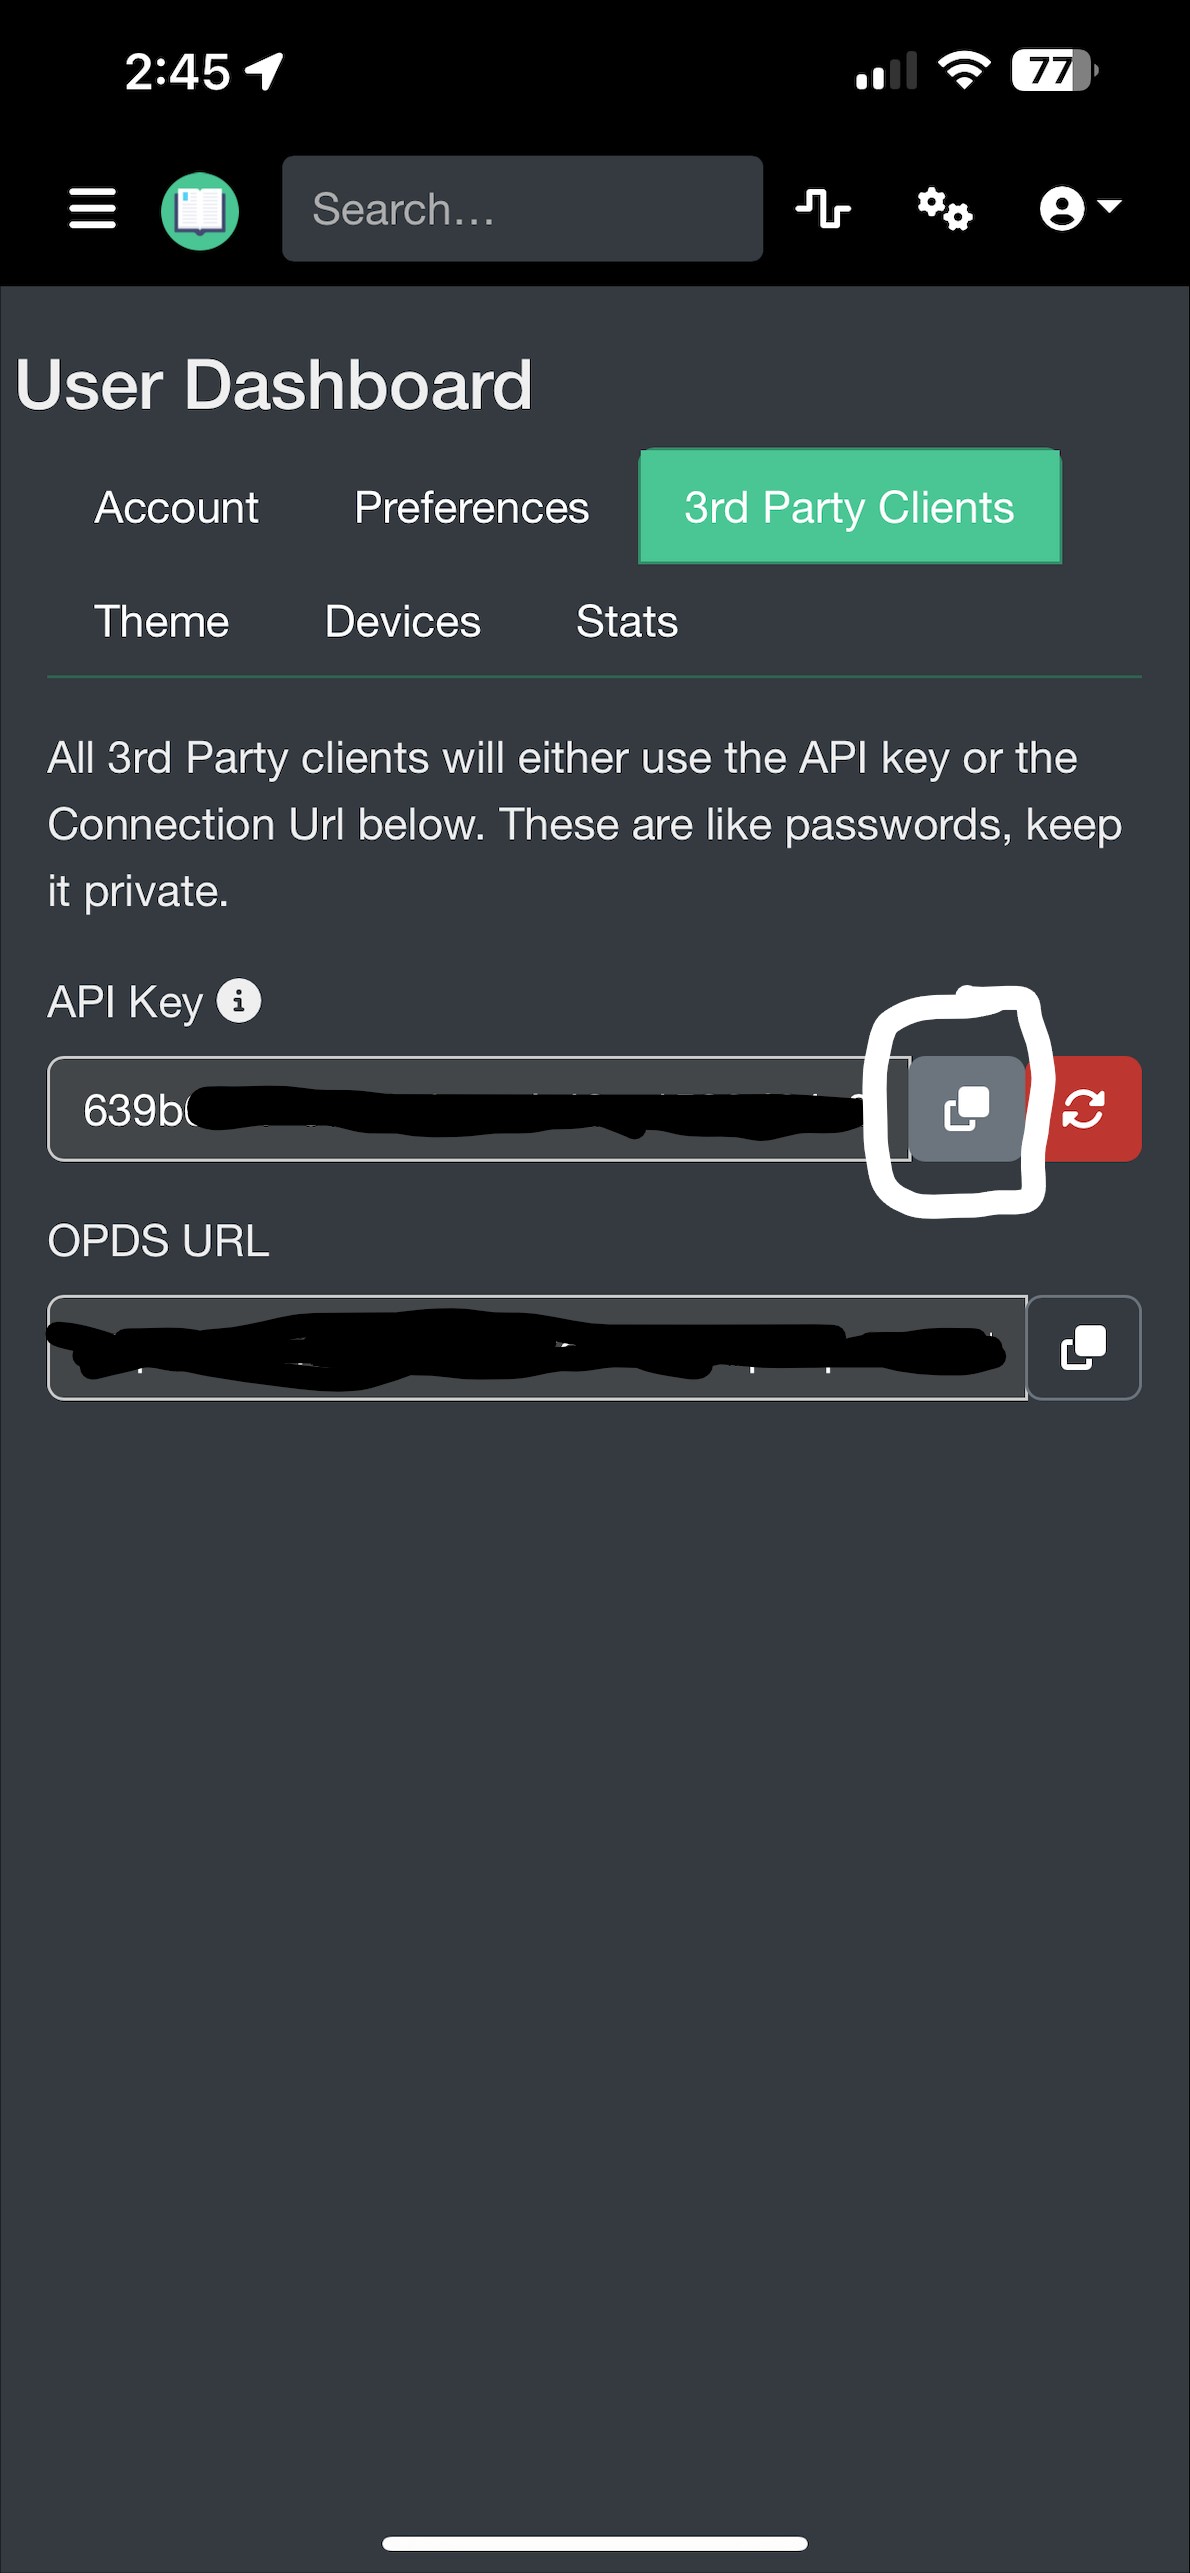 2:45
77
Search...
User Dashboard
Account Preferences 3rd Party Clients
Theme Devices Stats
All 3rd Party clients will either use the API key or the
Connection Url below. These are like passwords, keep
it private.
API Key
639b
OPDS URL